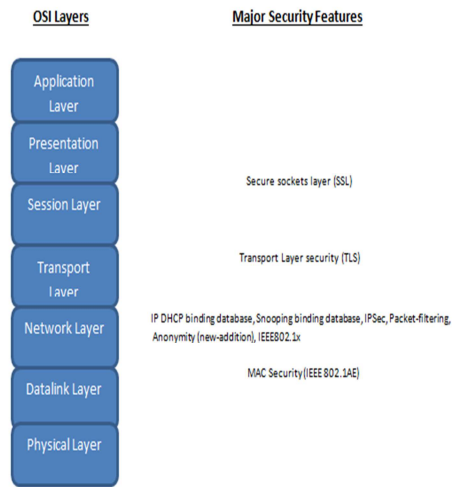 OSI Layers
Major Security Features
Application
Layer
Presentation
Layer
Secure sockets layer (SSL)
Session Layer
Transport Layer security (TLS)
Transport
Layer
IP DHCP binding database, Snooping binding database, IPSec, Packet-filtering,
Network Layer
Anonymity (new-addition), IEEE802.1x
MAC Security(IEEE 802.1AE)
Datalink Layer
Physical Layer